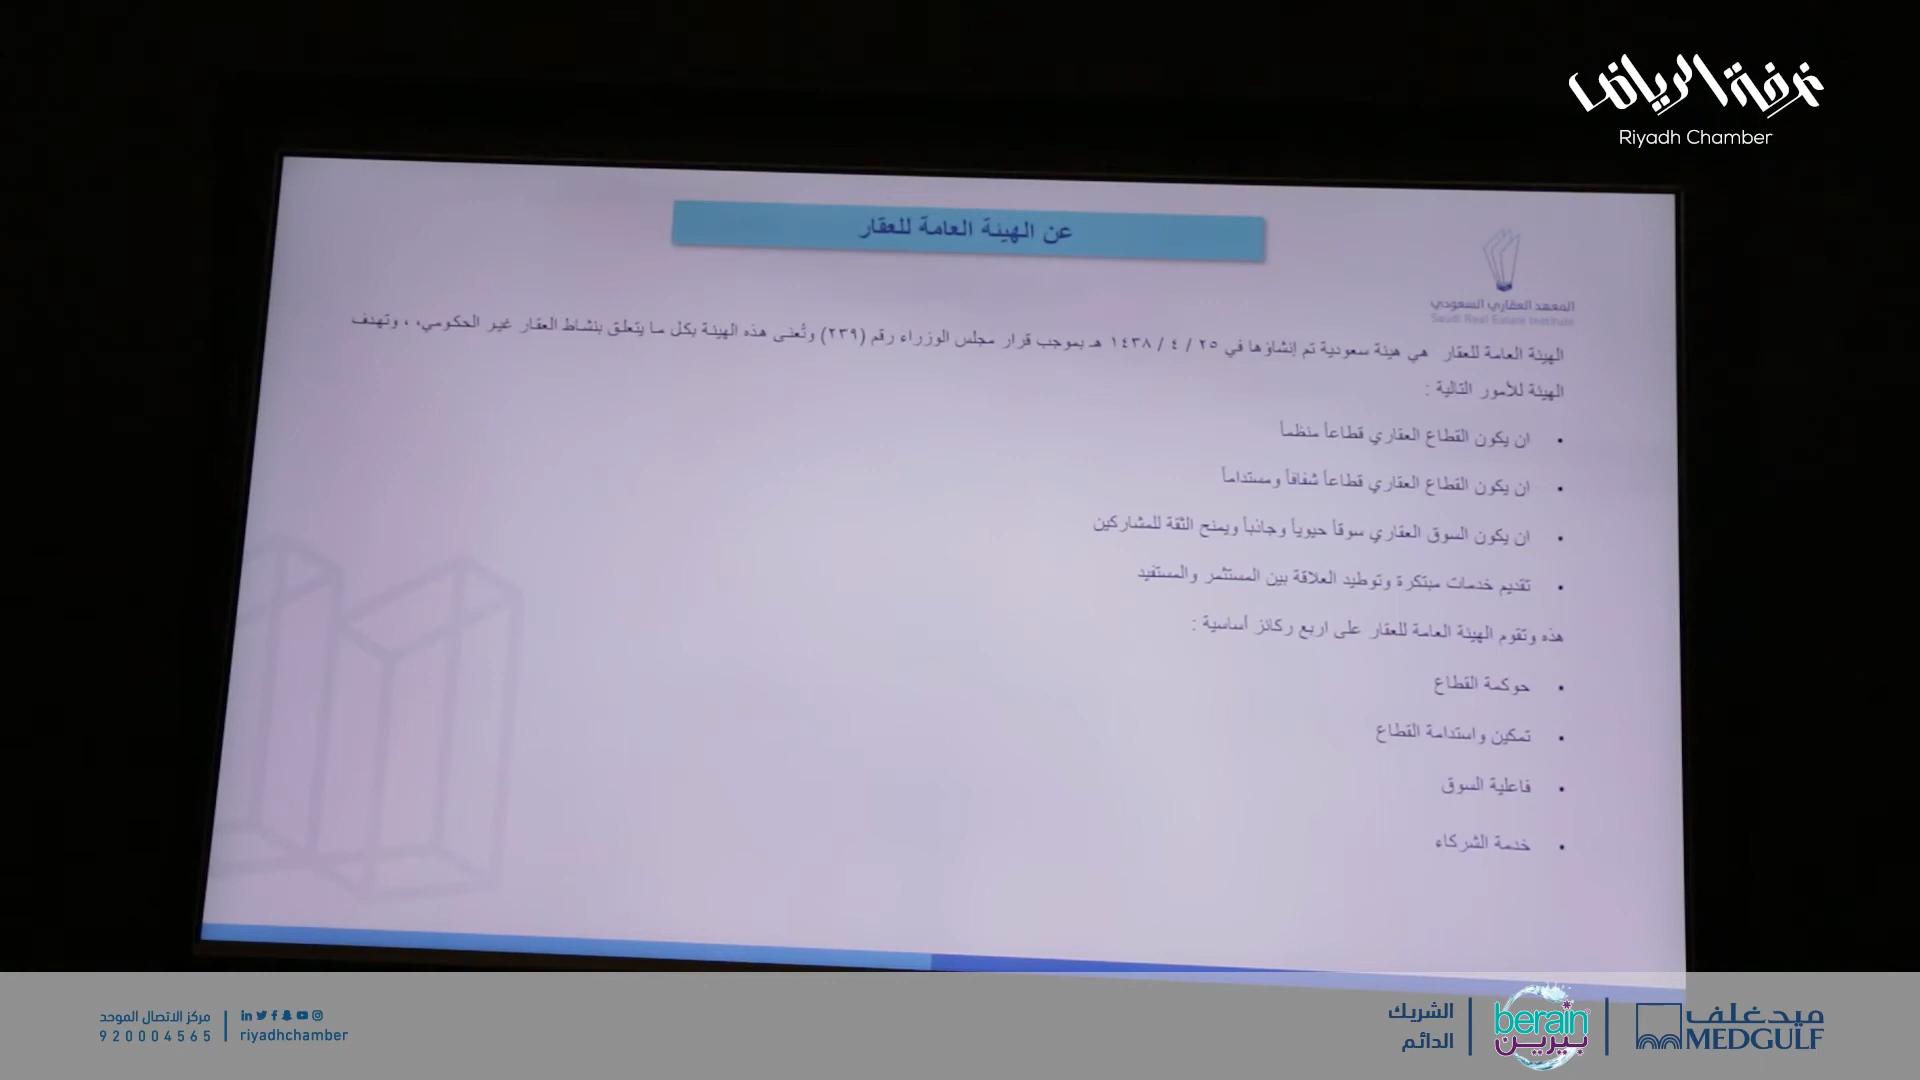 غرفة الرياض
Riyadh Chamber
عن الهيئة العامة للعقار
المعهد العقاري السعودي
Saudi Real Estate Institute
الهيئة العامة للعقار هي هيئة سعودية تم إنشاؤها في ٢٥ / ٤ / ١٤٣٨ هـ بموجب قرار مجلس الوزراء رقم (٢٣٩) وتُعنى هذه الهيئة بكل ما يتعلق بنشاط العقار غير الحكومي، ، وتهدف
الهيئة للأمور التالية :
• ان يكون القطاع العقاري قطاعاً منظماً
• ان يكون القطاع العقاري قطاعاً شفافاً ومستداماً
• ان يكون السوق العقاري سوقاً حيوياً وجاذباً ويمنح الثقة للمشاركين
• تقديم خدمات مبتكرة وتوطيد العلاقة بين المستثمر والمستفيد
هذه وتقوم الهيئة العامة للعقار على اربع ركائز أساسية :
• حوكمة القطاع
• تمكين واستدامة القطاع
• فاعلية السوق
• خدمة الشركاء
ميدغلف
MEDGULF
berain
بيرين
الشريك
الدائم
riyadhchamber
مركز الاتصال الموحد
920004565